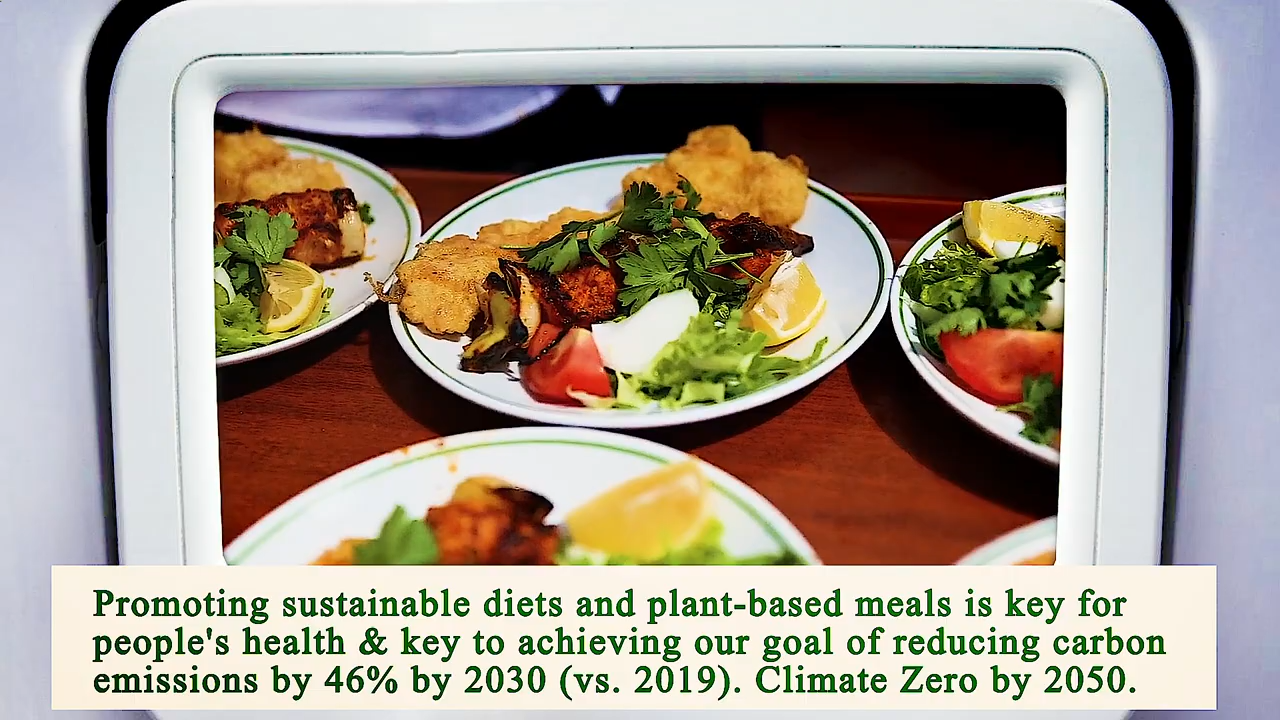 Promoting sustainable diets and plant-based meals is key for
people's health & key to achieving our goal of reducing carbon
emissions by 46% by 2030 (vs. 2019). Climate Zero by 2050.